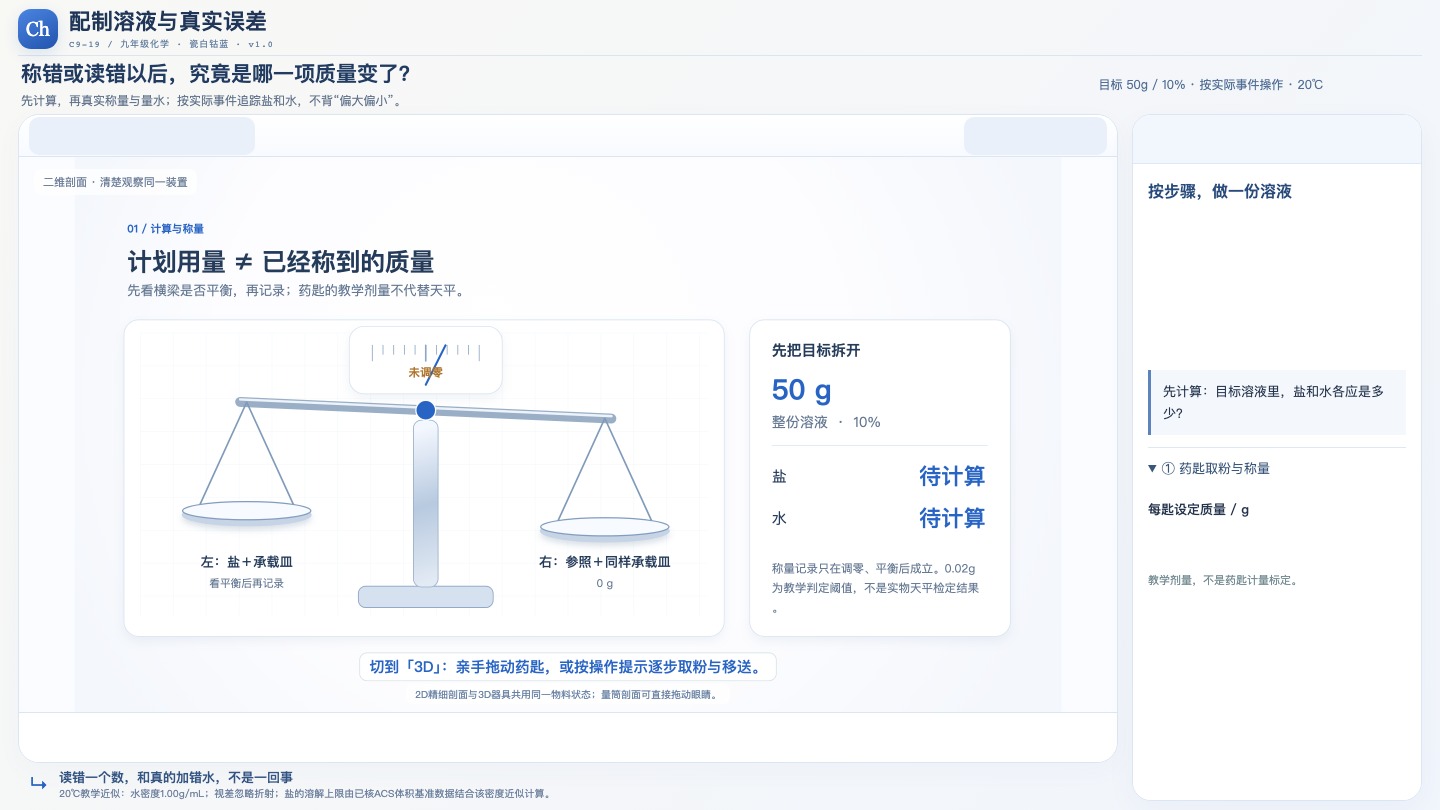 Ch
配制溶液与真实误差
C9-19 / 九年级化学 · 瓷白钴蓝 · v1.0
称错或读错以后，究竟是哪一项质量变了？
先计算，再真实称量与量水；按实际事件追踪盐和水，不背“偏大偏小”。
目标 50g / 10% · 按实际事件操作 · 20℃
二维剖面 · 清楚观察同一装置
01 / 计算与称量
计划用量 ≠ 已经称到的质量
先看横梁是否平衡，再记录；药匙的教学剂量不代替天平。
未调零
左：盐＋承载皿
看平衡后再记录
右：参照＋同样承载皿
0 g
先把目标拆开
50 g
整份溶液 · 10%
盐 待计算
水 待计算
称量记录只在调零、平衡后成立。0.02g
为教学判定阈值，不是实物天平检定结果
。
切到「3D」：亲手拖动药匙，或按操作提示逐步取粉与移送。
2D精细剖面与3D器具共用同一物料状态；量筒剖面可直接拖动眼睛。
按步骤，做一份溶液
先计算：目标溶液里，盐和水各应是多
少？
▼ ① 药匙取粉与称量
每匙设定质量 / g
教学剂量，不是药匙计量标定。
读错一个数，和真的加错水，不是一回事
20℃教学近似：水密度1.00g/mL；视差忽略折射；盐的溶解上限由已核ACS体积基准数据结合该密度近似计算。